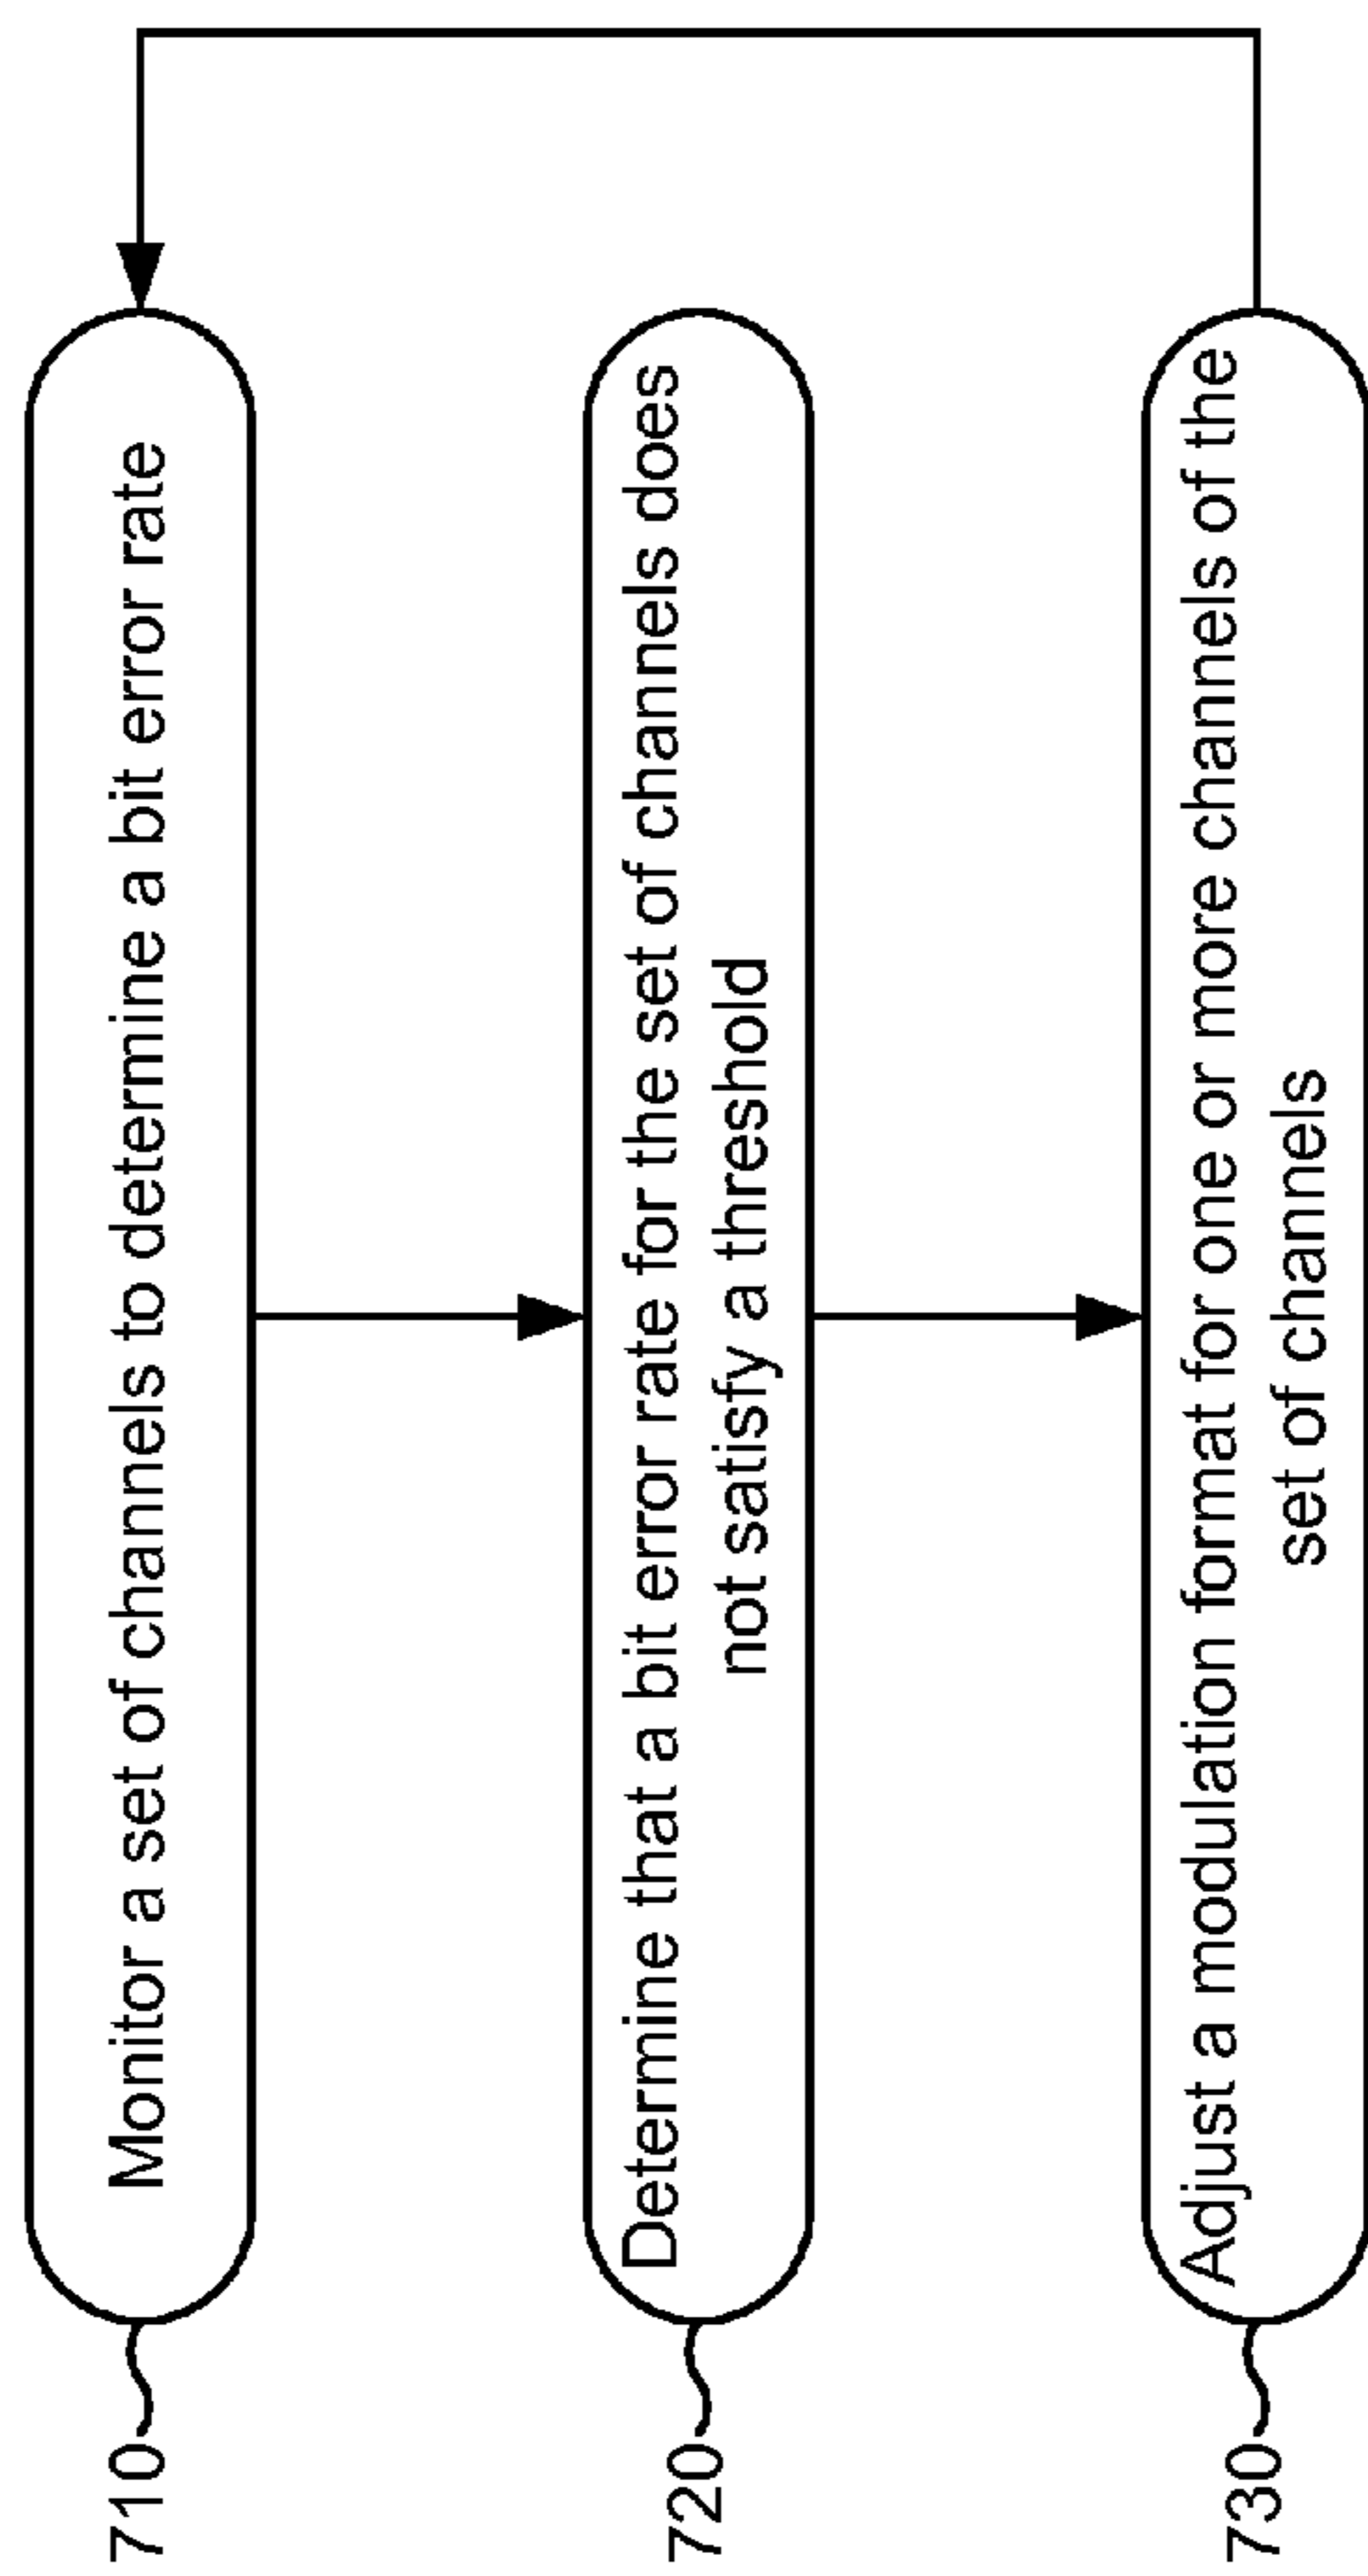 710
Monitor a set of channels to determine a bit error rate
720
Determine that a bit error rate for the set of channels does
not satisfy a threshold
730
Adjust a modulation format for one or more channels of the
set of channels